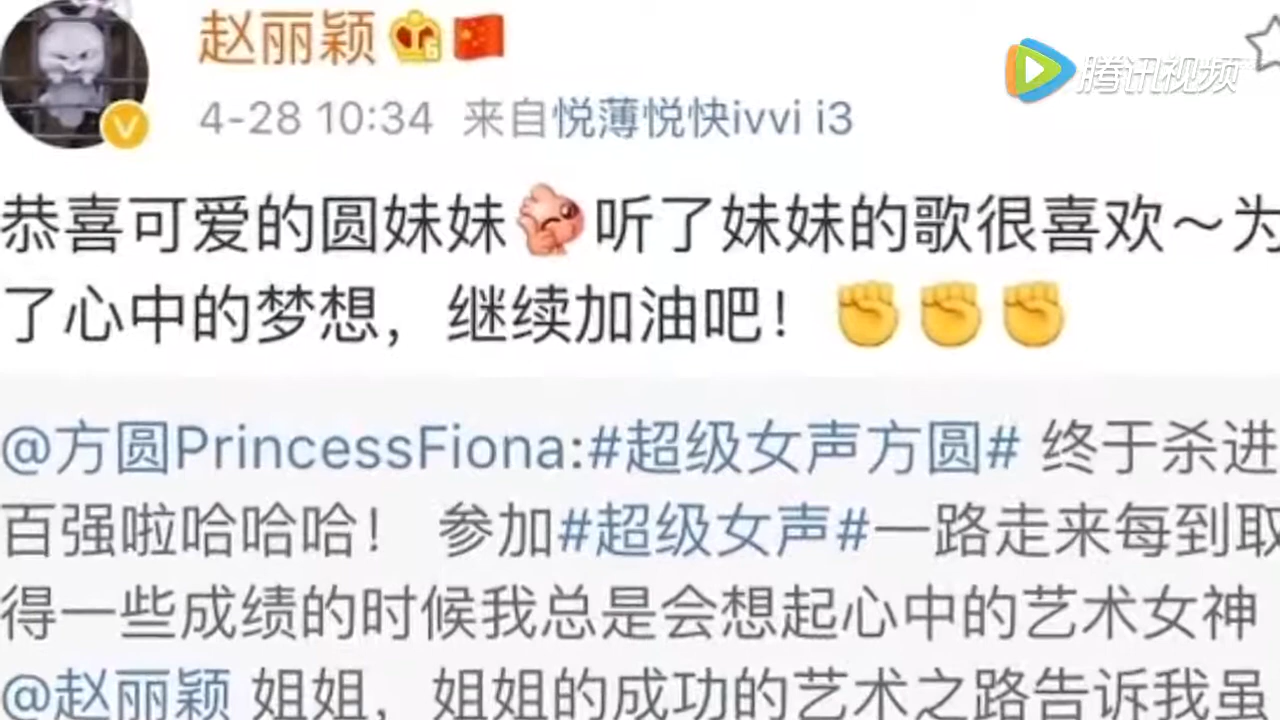 赵丽颖
腾讯视频
4-28 10:34 来自悦薄悦快ivvi i3
恭喜可爱的圆妹妹听了妹妹的歌很喜欢～为
了心中的梦想，继续加油吧！
@方圆PrincessFiona:#超级女声方圆# 终于杀进
百强啦哈哈哈！ 参加#超级女声#一路走来每到取
得一些成绩的时候我总是会想起心中的艺术女神
@赵丽颖 姐姐，姐姐的成功的艺术之路告诉我虽